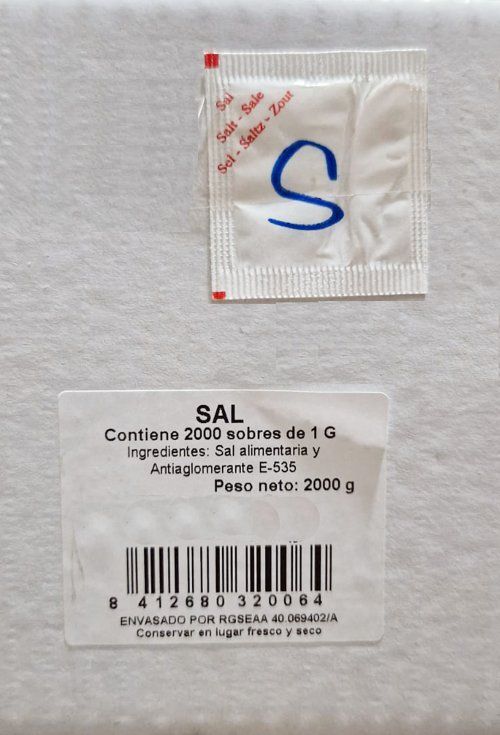 Sal
Salt - Sale
Sel - Saltz - Zout
S
SAL
Contiene 2000 sobres de 1 G
Ingredientes: Sal alimentaria y
Antiaglomerante E-535
Peso neto: 2000 g
8 412680 320064
ENVASADO POR RGSEAA 40.069402/A
Conservar en lugar fresco y seco